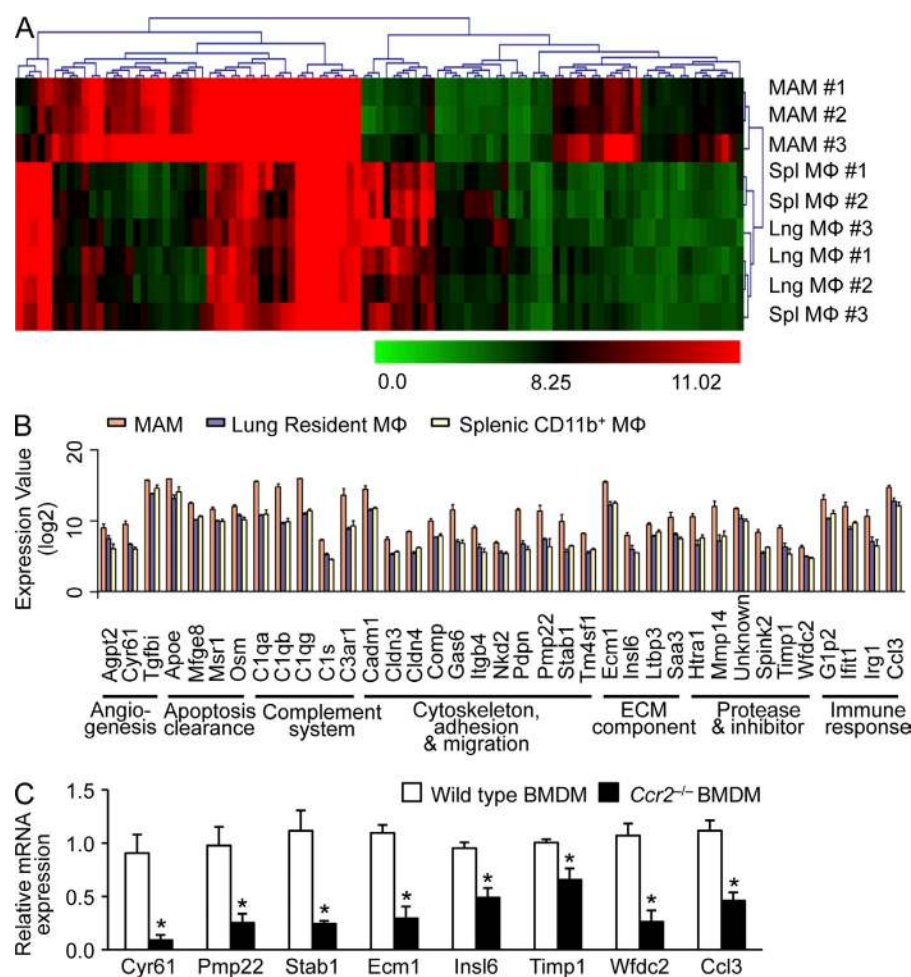 A
MAM #1
MAM #2
MAM #3
Spl MΦ #1
Spl MΦ #2
Lng MΦ #3
Lng MΦ #1
Lng MΦ #2
Spl MΦ #3
0.0 8.25 11.02
B
MAM Lung Resident MΦ Splenic CD11b⁺ MΦ
Expression Value
(log2)
20
10
0
Agpt2 Cyr61 Tgfbi Apoe Mfge8 Msr1 Osm C1qa C1qb C1qg C1s C3ar1 Cadm1 Cldn3 Cldn4 Comp Gas6 Itgb4 Nkd2 Pdpn Pmp22 Stab1 Tm4sf1 Ecm1 Insl6 Ltbp3 Saa3 Htra1 Mmp14 Unknown Spink2 Timp1 Wfdc2 G1p2 Ifit1 Irg1 Ccl3
Angio-
genesis
Apoptosis
clearance
Complement
system
Cytoskeleton,
adhesion
& migration
ECM
component
Protease
& inhibitor
Immune
response
C
Wild type BMDM Ccr2⁻/⁻ BMDM
Relative mRNA
expression
1.5
1.0
0.5
0.0
* * * * * * * *
Cyr61 Pmp22 Stab1 Ecm1 Insl6 Timp1 Wfdc2 Ccl3